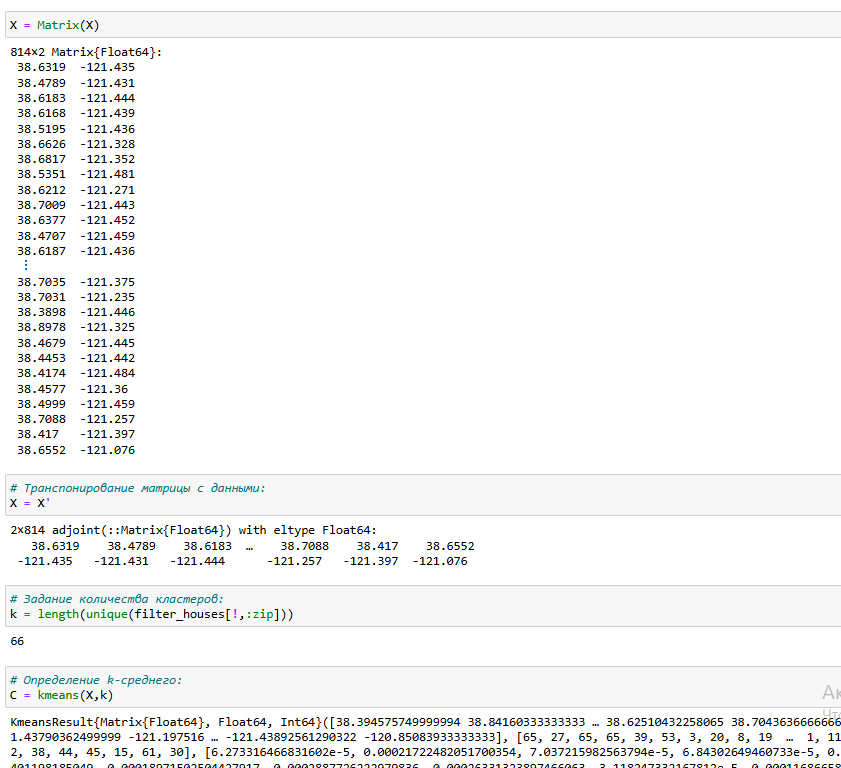 X = Matrix(X)
814×2 Matrix{Float64}:
38.6319 -121.435
38.4789 -121.431
38.6183 -121.444
38.6168 -121.439
38.5195 -121.436
38.6626 -121.328
38.6817 -121.352
38.5351 -121.481
38.6212 -121.271
38.7009 -121.443
38.6377 -121.452
38.4707 -121.459
38.6187 -121.436
⋮
38.7035 -121.375
38.7031 -121.235
38.3898 -121.446
38.8978 -121.325
38.4679 -121.445
38.4453 -121.442
38.4174 -121.484
38.4577 -121.36
38.4999 -121.459
38.7088 -121.257
38.417 -121.397
38.6552 -121.076
# Транспонирование матрицы с данными:
X = X'
2×814 adjoint(::Matrix{Float64}) with eltype Float64:
38.6319 38.4789 38.6183 … 38.7088 38.417 38.6552
-121.435 -121.431 -121.444 -121.257 -121.397 -121.076
# Задание количества кластеров:
k = length(unique(filter_houses[!,:zip]))
66
# Определение k-среднего:
C = kmeans(X,k)
KmeansResult{Matrix{Float64}, Float64, Int64}([38.394574999999994 38.84160333333333 … 38.62510432258065 38.7043636666666
1.43790362499999 -121.197516 … -121.43892561290322 -120.85083933333333], [65, 27, 65, 65, 39, 53, 3, 20, 8, 19 … 1, 11
2, 38, 44, 45, 15, 61, 30], [6.273316466831602e-5, 0.00021722482051700354, 7.037215982563794e-5, 6.84302649460733e-5, 0.